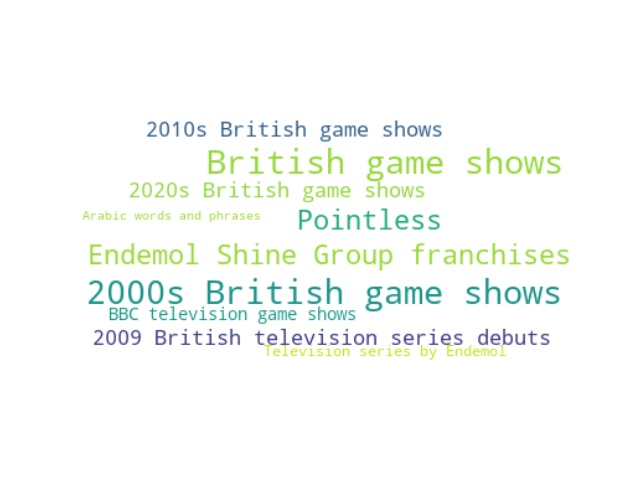 2010s British game shows
British game shows
2020s British game shows
Arabic words and phrases
Pointless
Endemol Shine Group franchises
2000s British game shows
BBC television game shows
2009 British television series debuts
Television series by Endemol